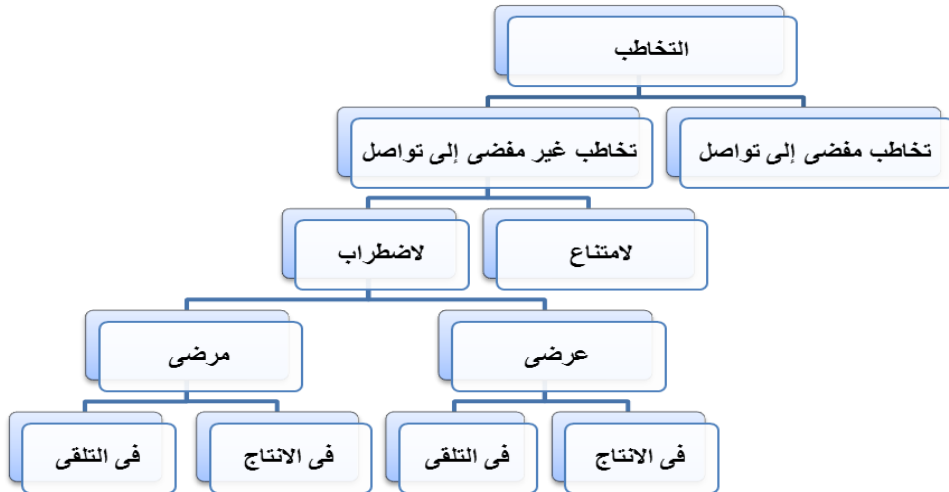 التخاطب
تخاطب مفضى إلى تواصل
تخاطب غير مفضى إلى تواصل
لامتناع
لاضطراب
عرضى
مرضى
فى الانتاج
فى التلقى
فى الانتاج
فى التلقى